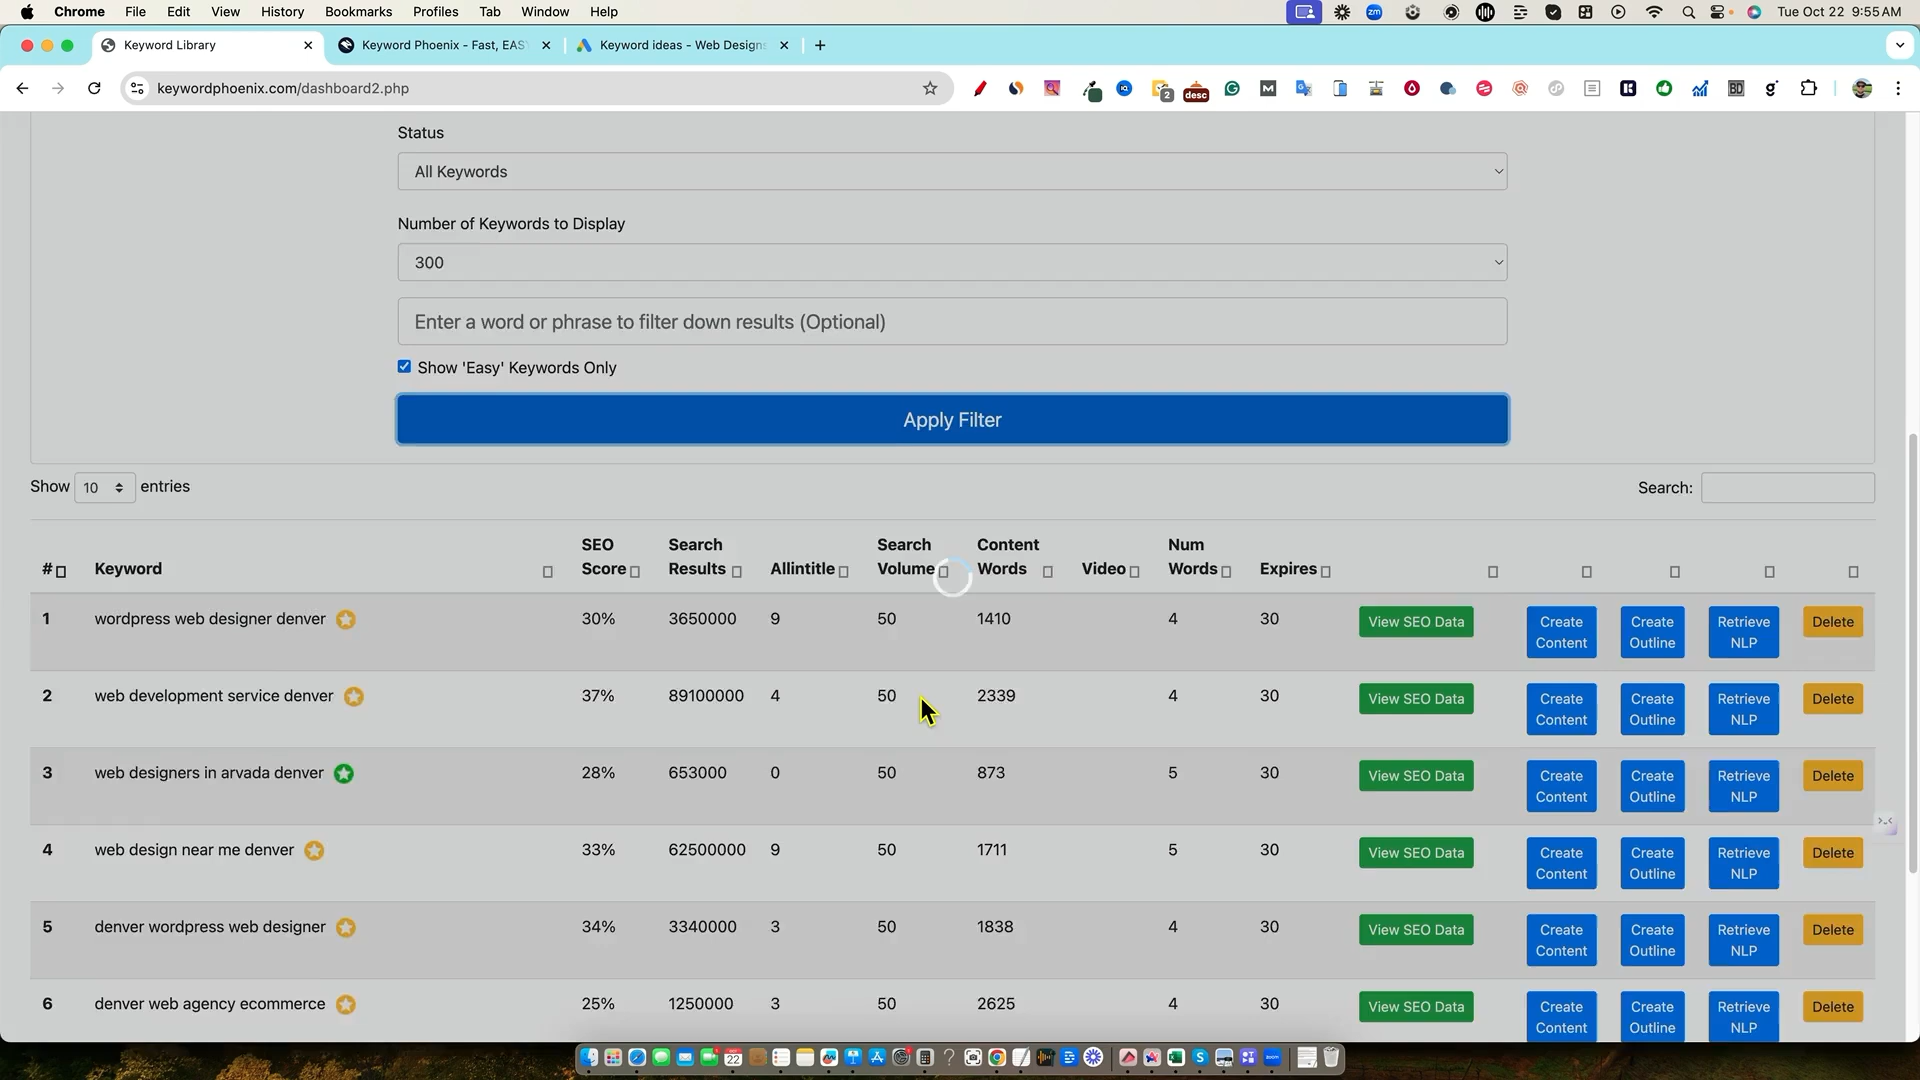 Chrome File Edit View History Bookmarks Profiles Tab Window Help zm Tue Oct 22 9:55 AM
Keyword Library Keyword Phoenix - Fast, EAS Keyword ideas - Web Designs
keywordphoenix.com/dashboard2.php 2 desc M BD
Status
All Keywords
Number of Keywords to Display
300
Enter a word or phrase to filter down results (Optional)
Show 'Easy' Keywords Only
Apply Filter
Show 10 entries Search:
# Keyword SEO Score Search Results Allintitle Search Volume Content Words Video Num Words Expires
1 wordpress web designer denver 30% 3650000 9 50 1410 4 30 View SEO Data Create Content Create Outline Retrieve NLP Delete
2 web development service denver 37% 89100000 4 50 2339 4 30 View SEO Data Create Content Create Outline Retrieve NLP Delete
3 web designers in arvada denver 28% 653000 0 50 873 5 30 View SEO Data Create Content Create Outline Retrieve NLP Delete
4 web design near me denver 33% 62500000 9 50 1711 5 30 View SEO Data Create Content Create Outline Retrieve NLP Delete
5 denver wordpress web designer 34% 3340000 3 50 1838 4 30 View SEO Data Create Content Create Outline Retrieve NLP Delete
6 denver web agency ecommerce 25% 1250000 3 50 2625 4 30 View SEO Data Create Content Create Outline Retrieve NLP Delete
22